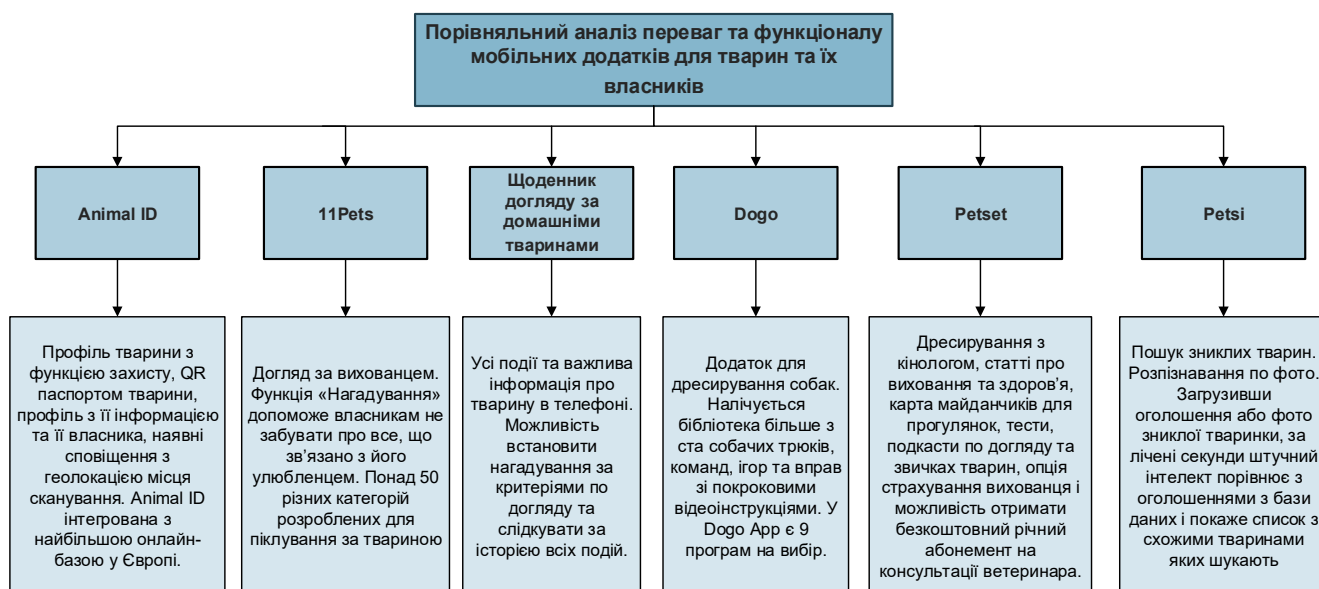 Порівняльний аналіз переваг та функціоналу
мобільних додатків для тварин та їх
власників
Animal ID
11Pets
Щоденник
догляду за
домашніми
тваринами
Dogo
Petset
Petsi
Профіль тварини з
функцією захисту, QR
паспортом тварини,
профіль з її інформацією
та її власника, наявні
сповіщення з
геолокацією місця
сканування. Animal ID
інтегрована з
найбільшою онлайн-
базою у Європі.
Догляд за вихованцем.
Функція «Нагадування»
допоможе власникам не
забувати про все, що
зв’язано з його
улюбленцем. Понад 50
різних категорій
розроблених для
піклування за твариною
Усі події та важлива
інформація про
тварину в телефоні.
Можливість
встановити
нагадування за
критеріями по
догляду та
слідкувати за
історією всіх подій.
Додаток для
дресирування собак.
Налічується
бібліотека більше з
ста собачих трюків,
команд, ігор та вправ
зі покроковими
відеоінструкціями. У
Dogo App є 9
програм на вибір.
Дресирування з
кінологом, статті про
виховання та здоров’я,
карта майданчиків для
прогулянок, тести,
подкасти по догляду та
звичках тварин, опція
страхування вихованця і
можливість отримати
безкоштовний річний
абонемент на
консультації ветеринара.
Пошук зниклих тварин.
Розпізнавання по фото.
Загрузивши
оголошення або фото
зниклої тваринки, за
лічені секунди штучний
інтелект порівнює з
оголошеннями з бази
даних і покаже список з
схожими тваринами
яких шукають